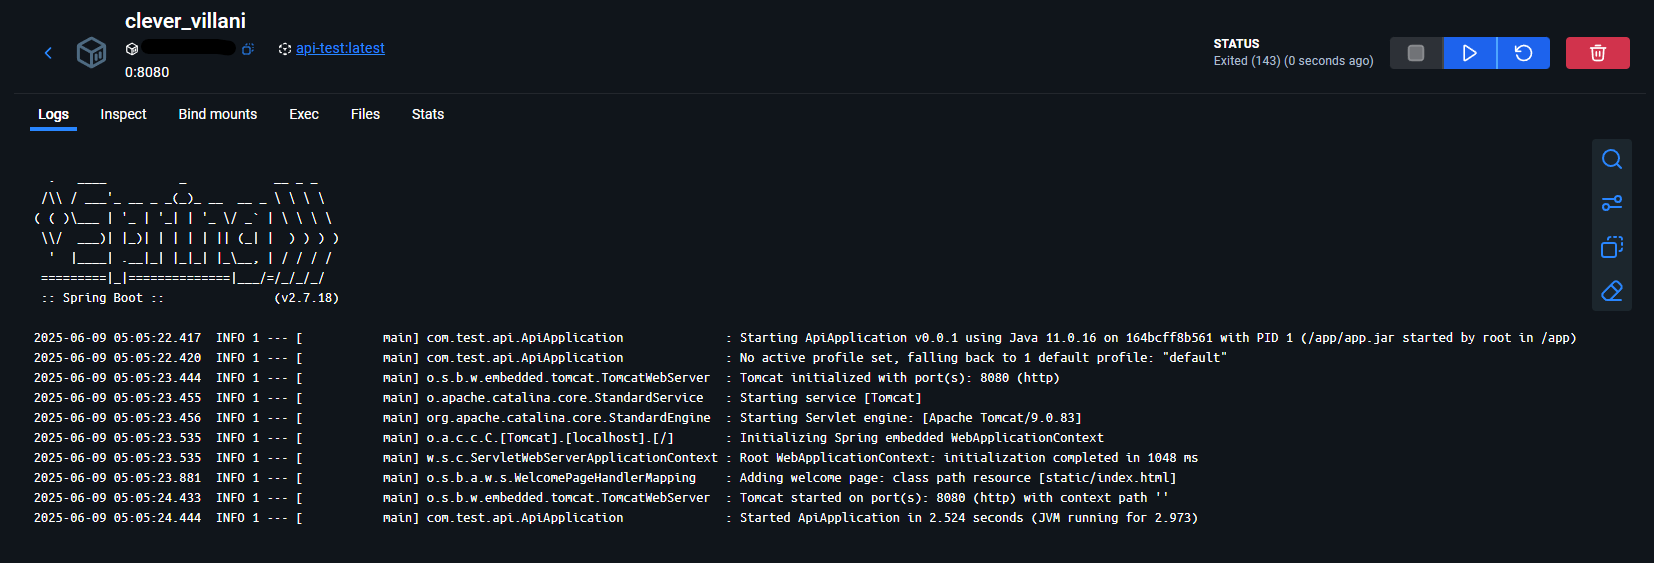 clever_villani
api-test:latest
0:8080
STATUS
Exited (143) (0 seconds ago)
Logs Inspect Bind mounts Exec Files Stats
  .   ____          _            __ _ _
 /\\ / ___'_ __ _ _(_)_ __  __ _ \ \ \ \
( ( )\___ | '_ | '_| | '_ \/ _` | \ \ \ \
 \\/  ___)| |_)| | | | | || (_| |  ) ) ) )
  '  |____| .__|_| |_|_| |_\__, | / / / /
 =========|_|==============|___/=/_/_/_/
 :: Spring Boot ::               (v2.7.18)
2025-06-09 05:05:22.417  INFO 1 --- [           main] com.test.api.ApiApplication              : Starting ApiApplication v0.0.1 using Java 11.0.16 on 164bcff8b561 with PID 1 (/app/app.jar started by root in /app)
2025-06-09 05:05:22.420  INFO 1 --- [           main] com.test.api.ApiApplication              : No active profile set, falling back to 1 default profile: "default"
2025-06-09 05:05:23.444  INFO 1 --- [           main] o.s.b.w.embedded.tomcat.TomcatWebServer  : Tomcat initialized with port(s): 8080 (http)
2025-06-09 05:05:23.455  INFO 1 --- [           main] o.apache.catalina.core.StandardService   : Starting service [Tomcat]
2025-06-09 05:05:23.456  INFO 1 --- [           main] org.apache.catalina.core.StandardEngine  : Starting Servlet engine: [Apache Tomcat/9.0.83]
2025-06-09 05:05:23.535  INFO 1 --- [           main] o.a.c.c.C.[Tomcat].[localhost].[/]       : Initializing Spring embedded WebApplicationContext
2025-06-09 05:05:23.535  INFO 1 --- [           main] w.s.c.ServletWebServerApplicationContext : Root WebApplicationContext: initialization completed in 1048 ms
2025-06-09 05:05:23.881  INFO 1 --- [           main] o.s.b.a.w.s.WelcomePageHandlerMapping    : Adding welcome page: class path resource [static/index.html]
2025-06-09 05:05:24.433  INFO 1 --- [           main] o.s.b.w.embedded.tomcat.TomcatWebServer  : Tomcat started on port(s): 8080 (http) with context path ''
2025-06-09 05:05:24.444  INFO 1 --- [           main] com.test.api.ApiApplication              : Started ApiApplication in 2.524 seconds (JVM running for 2.973)